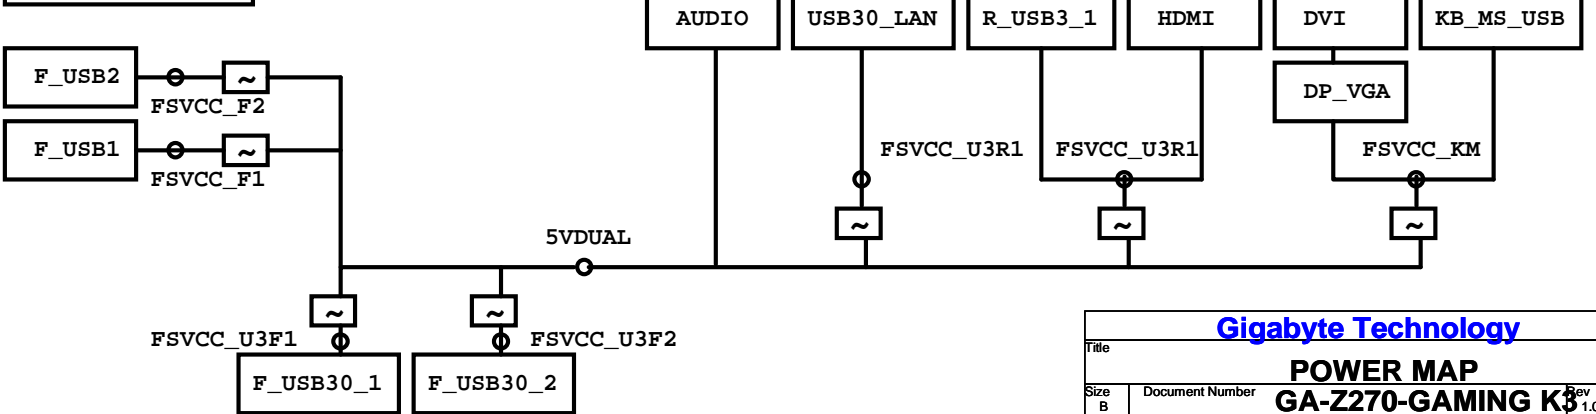 AUDIO USB30_LAN R_USB3_1 HDMI DVI KB_MS_USB
F_USB2 ~ DP_VGA
FSVCC_F2
F_USB1 ~ FSVCC_U3R1 FSVCC_U3R1 FSVCC_KM
FSVCC_F1
~ ~ ~
5VDUAL
~ ~
FSVCC_U3F1 FSVCC_U3F2
F_USB30_1 F_USB30_2
Gigabyte Technology
Title
POWER MAP
Size Document Number Rev
B GA-Z270-GAMING K3